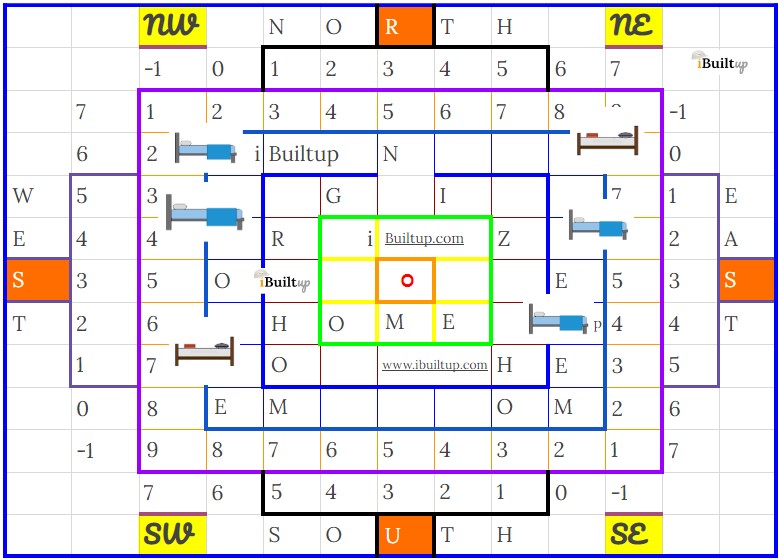 NW N O R T H NE
-1 0 1 2 3 4 5 6 7 iBuiltup
7 1 2 3 4 5 6 7 8 -1
6 2 i Builtup N 0
W 5 3 G I 7 1 E
E 4 4 R i Builtup.com Z 2 A
S 3 5 O iBuiltup O E 5 3 S
T 2 6 H O M E p 4 4 T
1 7 O www.ibuiltup.com H E 3 5
0 8 E M O M 2 6
-1 9 8 7 6 5 4 3 2 1 7
7 6 5 4 3 2 1 0 -1
SW S O U T H SE